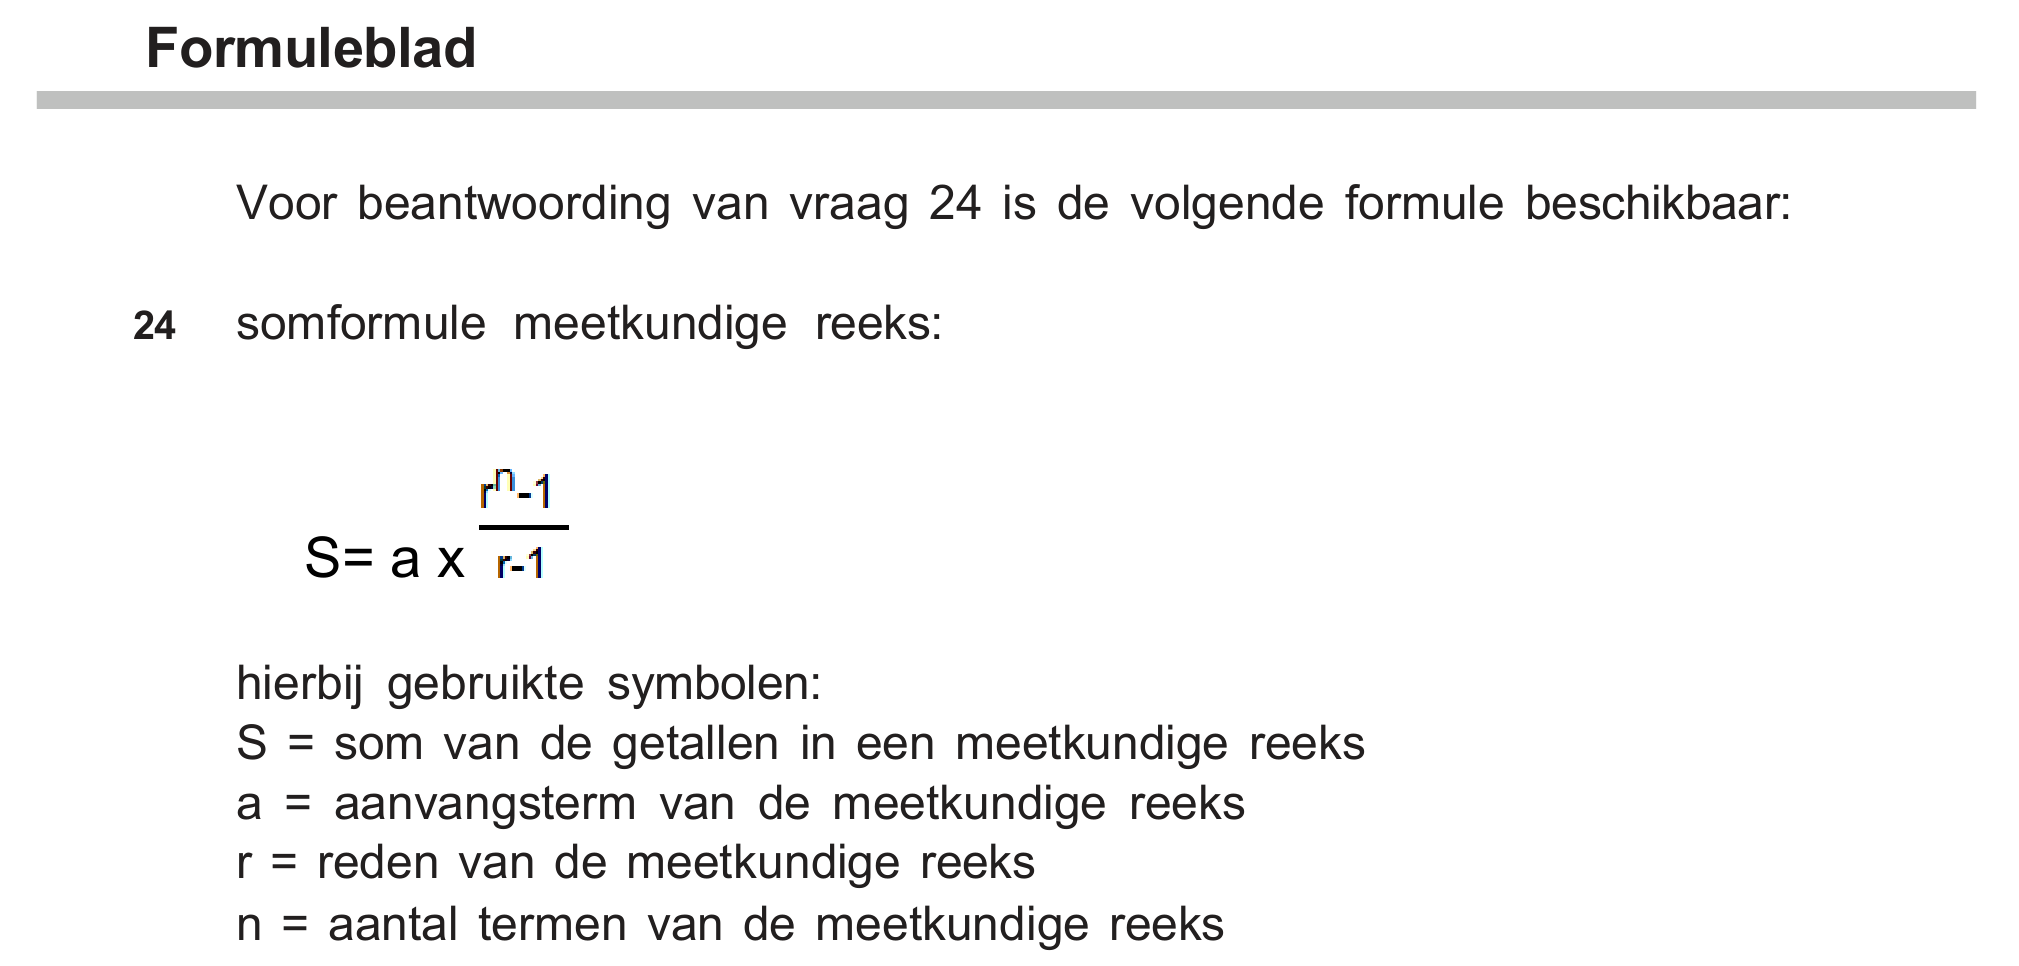 Formuleblad
Voor beantwoording van vraag 24 is de volgende formule beschikbaar:
24 somformule meetkundige reeks:
S= a x (rⁿ-1)/(r-1)
hierbij gebruikte symbolen:
S = som van de getallen in een meetkundige reeks
a = aanvangsterm van de meetkundige reeks
r = reden van de meetkundige reeks
n = aantal termen van de meetkundige reeks